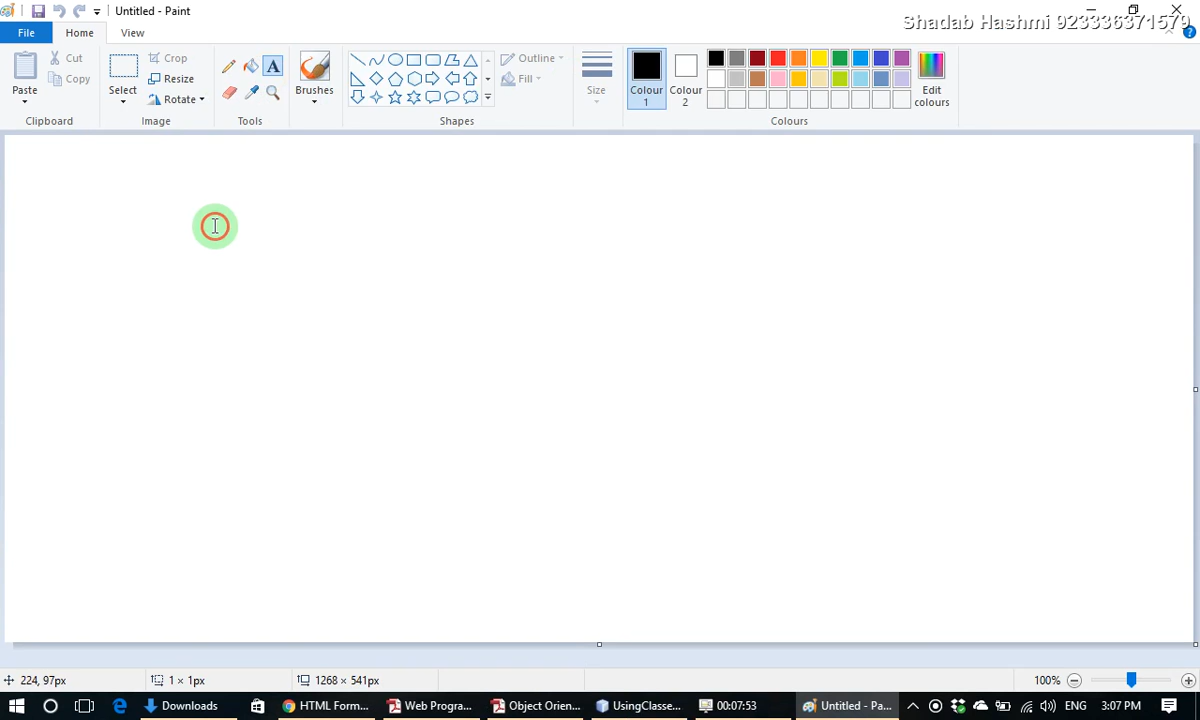 Untitled - Paint
Shadab Hashmi 923336371579
File Home View
Paste
Cut
Copy
Clipboard
Select
Crop
Resize
Rotate
Image
A
Tools
Brushes
Outline
Fill
Shapes
Size
Colour 1
Colour 2
Edit colours
Colours
224, 97px 1 × 1px 1268 × 541px 100%
Downloads HTML Form... Web Progra... Object Orien... UsingClasse... 00:07:53 Untitled - Pa... ENG 3:07 PM